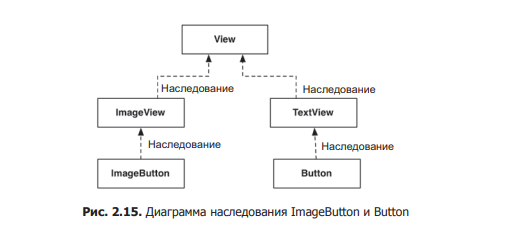 View
Наследование
Наследование
ImageView
TextView
Наследование
Наследование
ImageButton
Button
Рис. 2.15. Диаграмма наследования ImageButton и Button